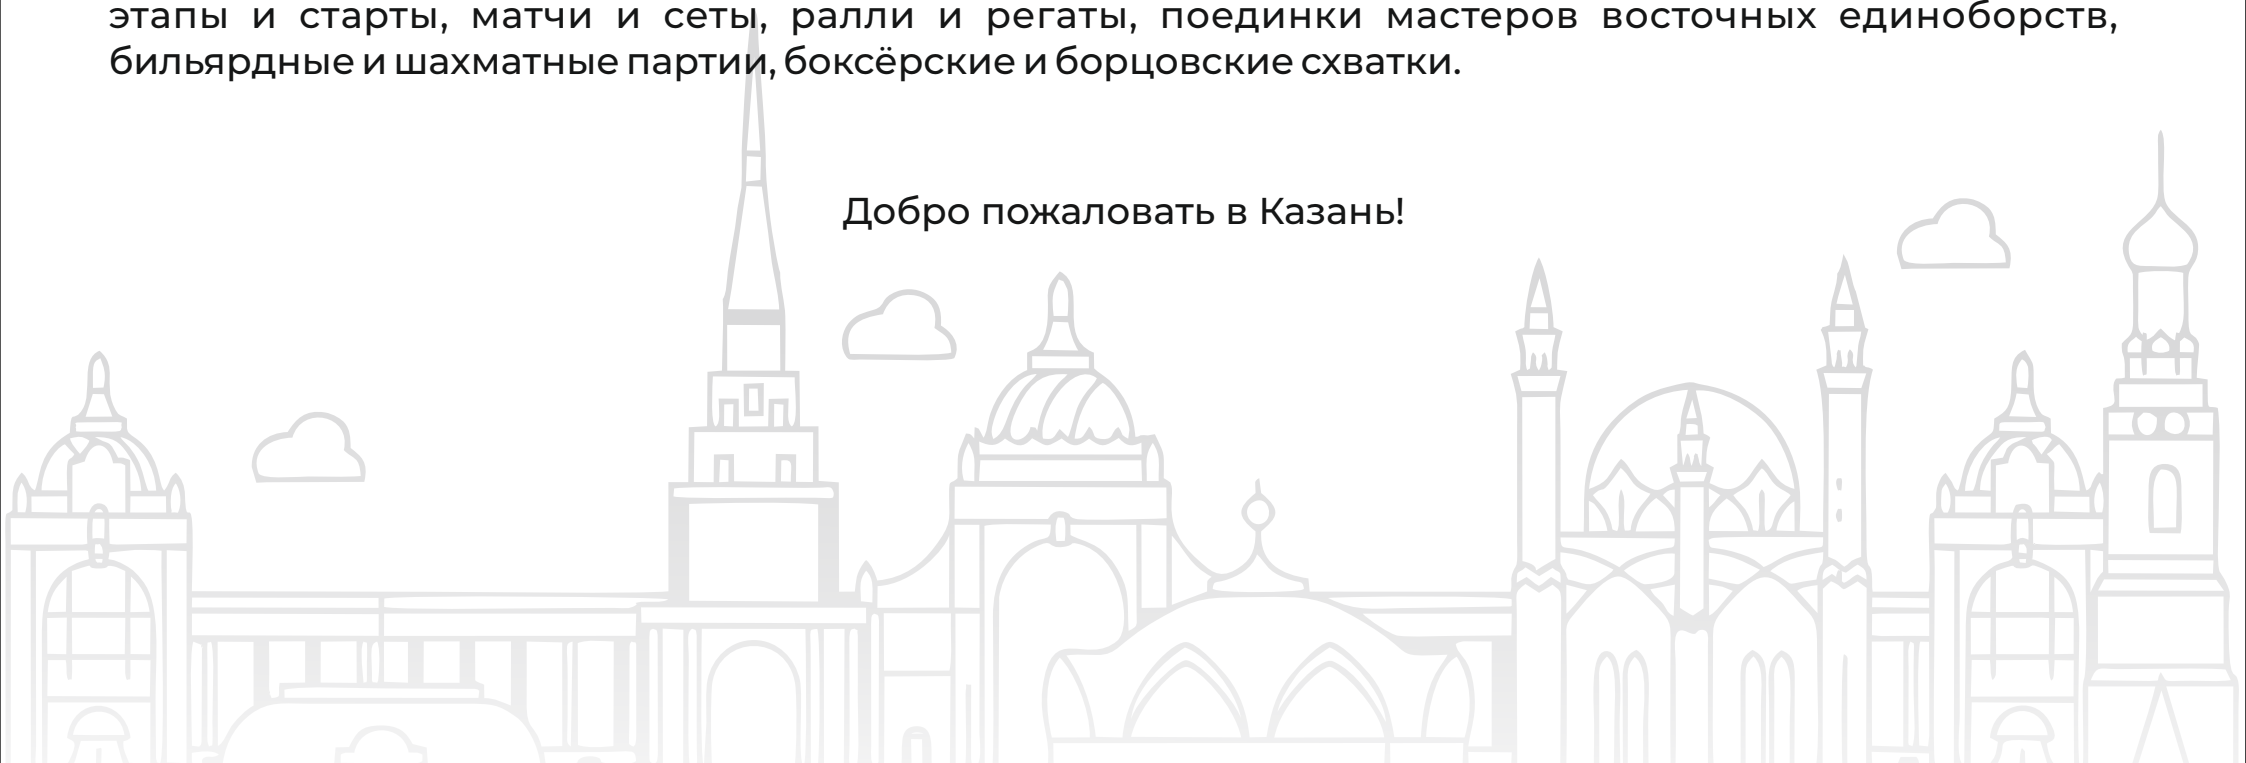 этапы и старты, матчи и сеты, ралли и регаты, поединки мастеров восточных единоборств,
бильярдные и шахматные партии, боксёрские и борцовские схватки.
Добро пожаловать в Казань!